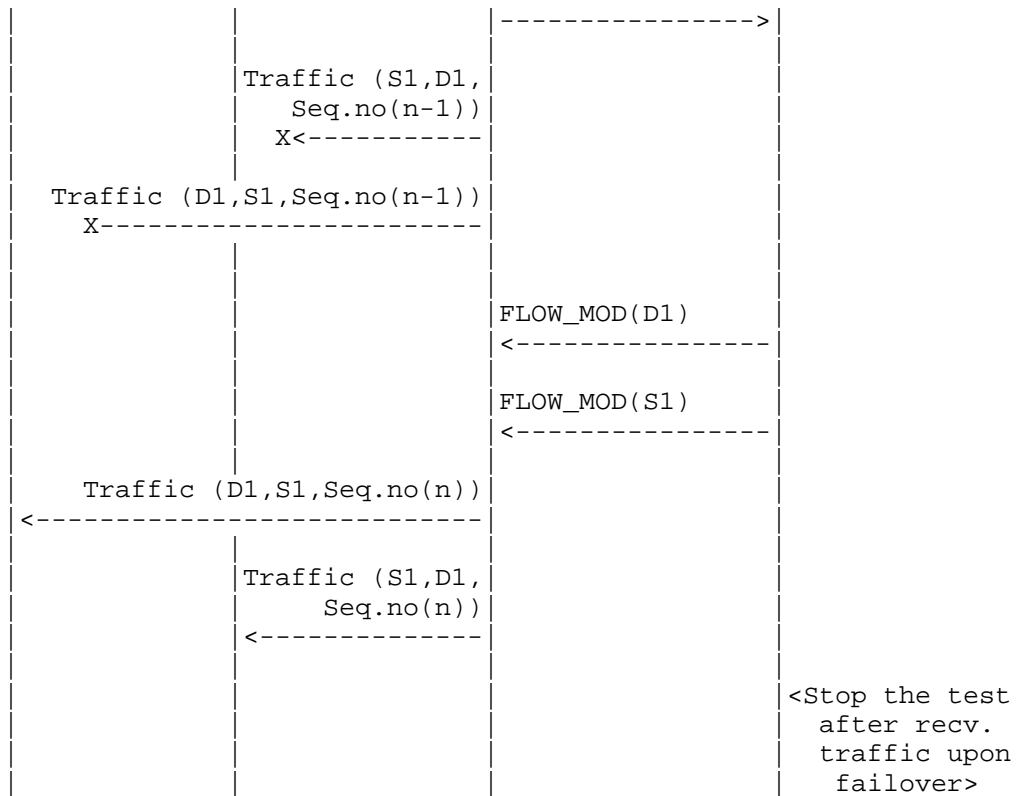 |---------------->|
Traffic (S1,D1,
Seq.no(n-1))
X<-----------
Traffic (D1,S1,Seq.no(n-1))
X------------------------
FLOW_MOD(D1)
<-----------------
FLOW_MOD(S1)
<-----------------
Traffic (D1,S1,Seq.no(n))
<----------------------------
Traffic (S1,D1,
Seq.no(n))
<--------------
<Stop the test
after recv.
traffic upon
failover>